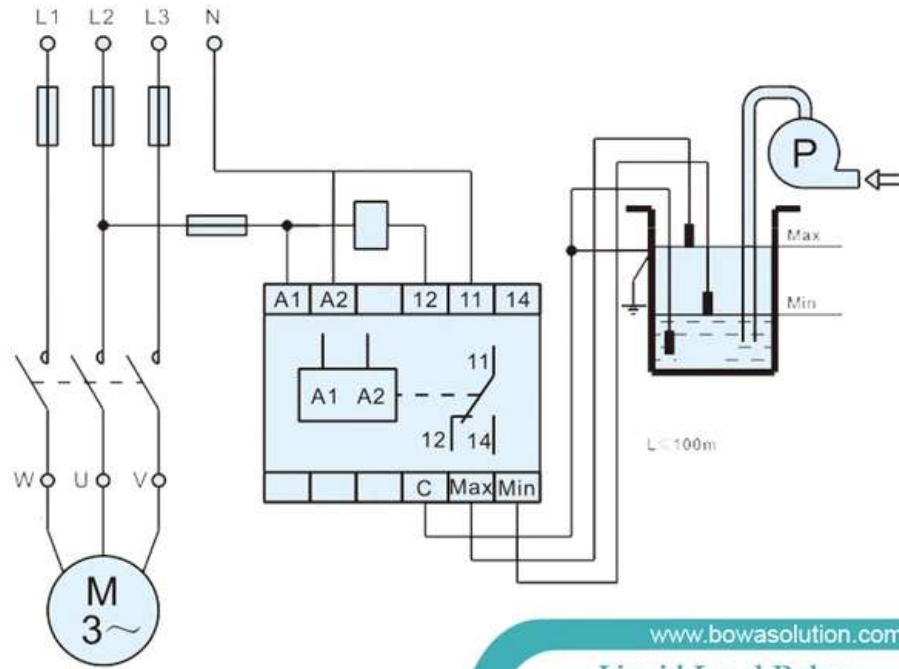 L1 L2 L3 N
P
Max
Min
A1 A2 12 11 14
11
A1 A2
12 14
L<100m
W U V
C Max Min
M
3~
www.bowasolution.com
Liquid Level Relay